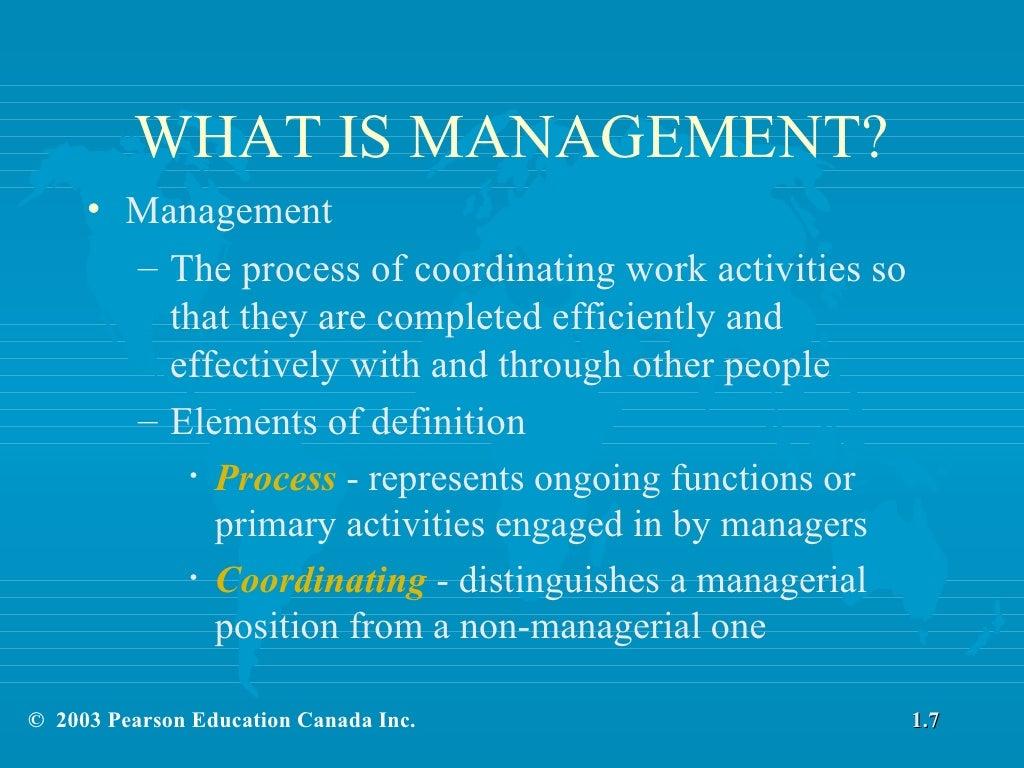 WHAT IS MANAGEMENT?
• Management
– The process of coordinating work activities so
that they are completed efficiently and
effectively with and through other people
– Elements of definition
• Process - represents ongoing functions or
primary activities engaged in by managers
• Coordinating - distinguishes a managerial
position from a non-managerial one
© 2003 Pearson Education Canada Inc.
1.7